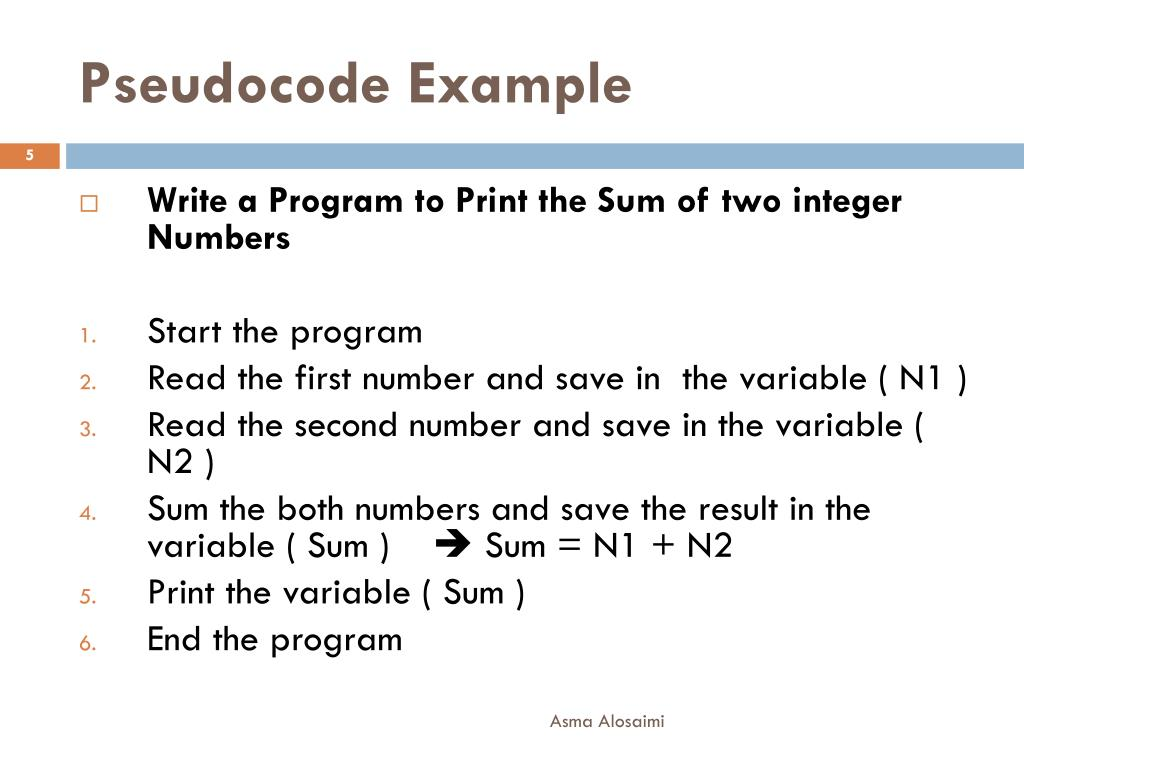 Pseudocode Example
5
Write a Program to Print the Sum of two integer
Numbers
1. Start the program
2. Read the first number and save in  the variable ( N1 )
3. Read the second number and save in the variable (
N2 )
4. Sum the both numbers and save the result in the
variable ( Sum )    🡺 Sum = N1 + N2
5. Print the variable ( Sum )
6. End the program
Asma Alosaimi